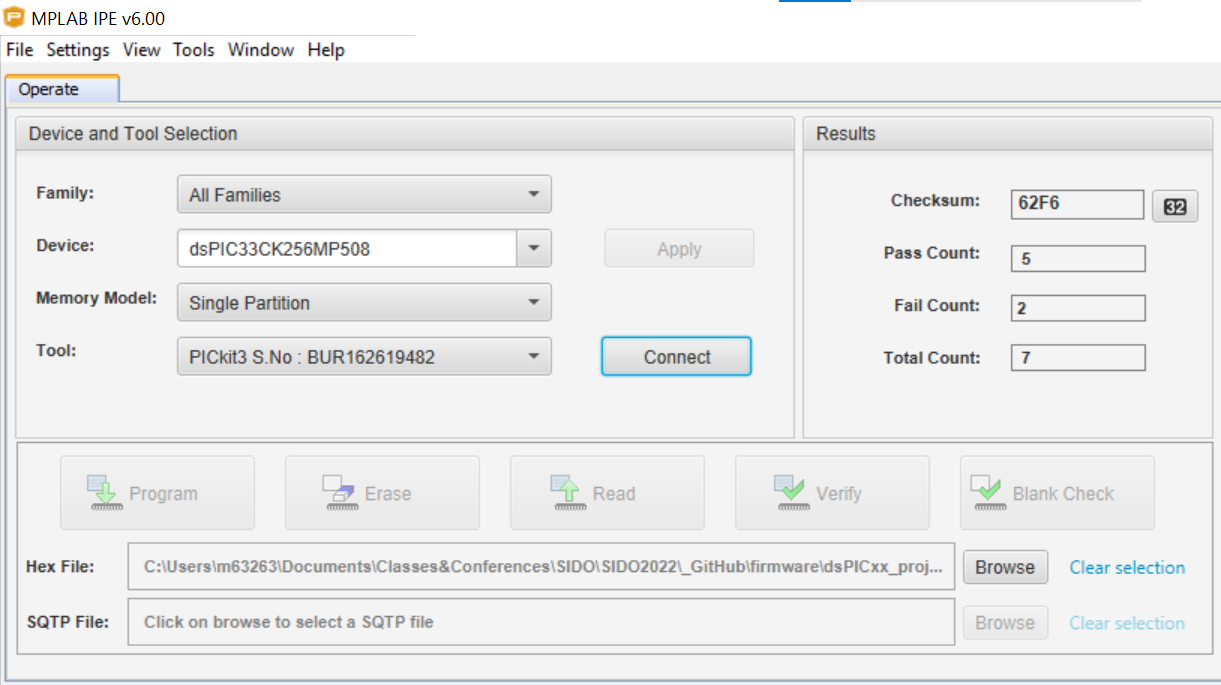 MPLAB IPE v6.00
File Settings View Tools Window Help
Operate
Device and Tool Selection
Family:
All Families
Device:
dsPIC33CK256MP508
Apply
Memory Model:
Single Partition
Tool:
PICkit3 S.No : BUR162619482
Connect
Results
Checksum:
62F6
32
Pass Count:
5
Fail Count:
2
Total Count:
7
Program
Erase
Read
Verify
Blank Check
Hex File:
C:\Users\m63263\Documents\Classes&Conferences\SIDO\SIDO2022\_GitHub\firmware\dsPICxx_proj...
Browse
Clear selection
SQTP File:
Click on browse to select a SQTP file
Browse
Clear selection